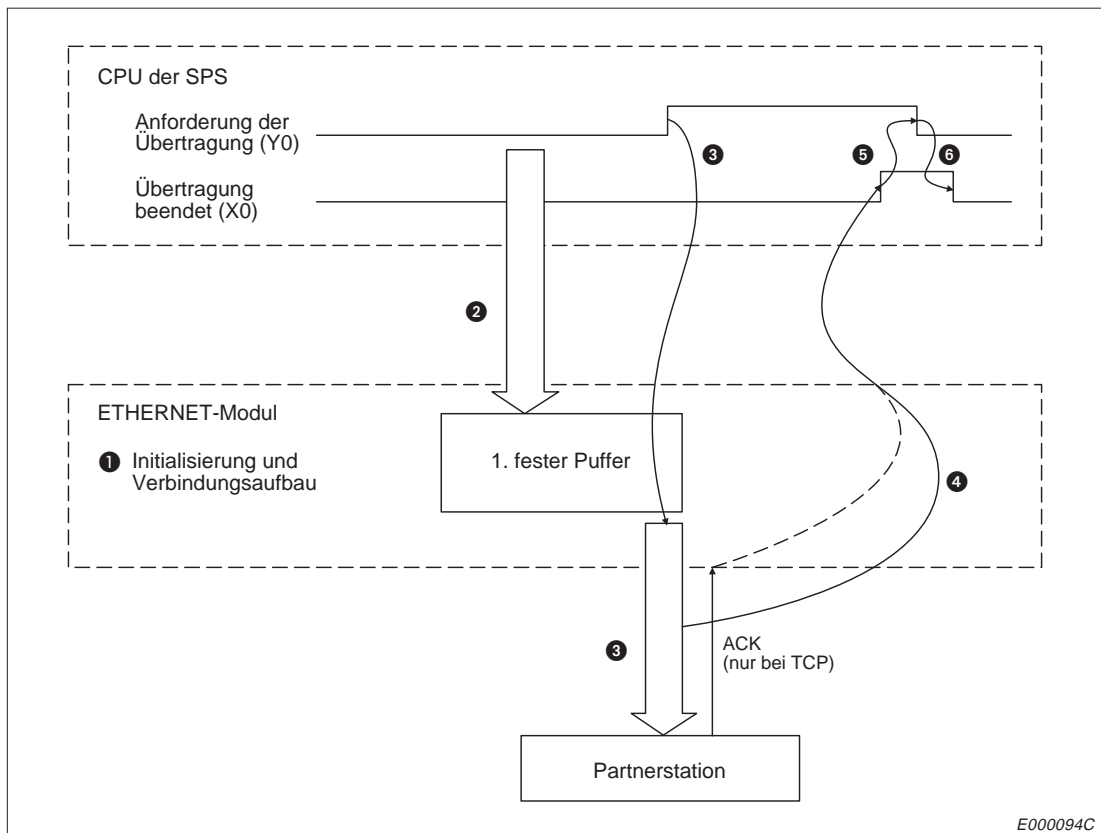 CPU der SPS
Anforderung der
Übertragung (Y0)
❸
❺
❻
Übertragung
beendet (X0)
❷
ETHERNET-Modul
❶ Initialisierung und
Verbindungsaufbau
1. fester Puffer
❹
❸
ACK
(nur bei TCP)
Partnerstation
E000094C